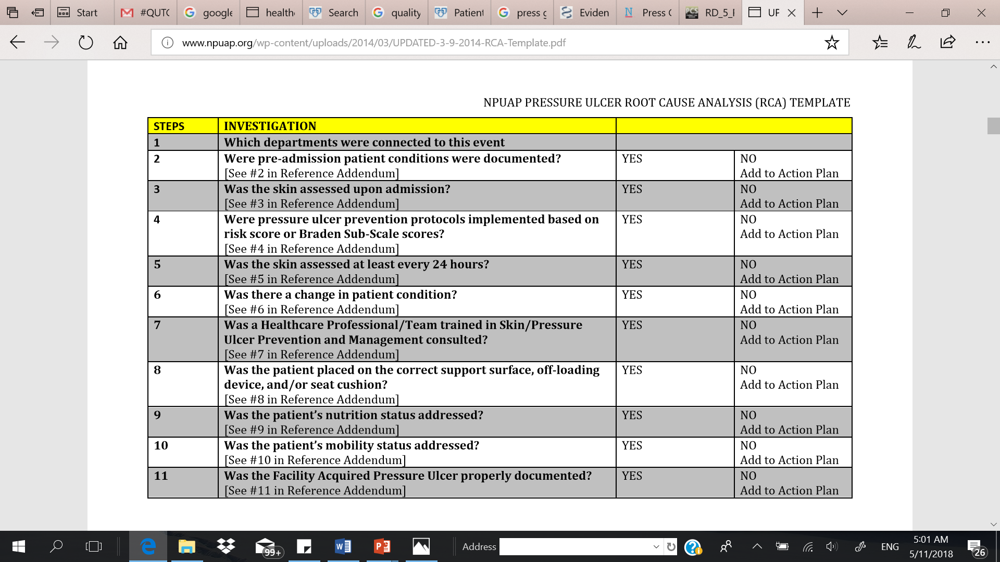 Start
#QUTC
google
health
Search
quality
Patient
press g
Eviden
Press G
RD_5_F
UF
www.npuap.org/wp-content/uploads/2014/03/UPDATED-3-9-2014-RCA-Template.pdf
NPUAP PRESSURE ULCER ROOT CAUSE ANALYSIS (RCA) TEMPLATE
STEPS INVESTIGATION
1 Which departments were connected to this event
2 Were pre-admission patient conditions were documented? YES NO
[See #2 in Reference Addendum] Add to Action Plan
3 Was the skin assessed upon admission? YES NO
[See #3 in Reference Addendum] Add to Action Plan
4 Were pressure ulcer prevention protocols implemented based on YES NO
risk score or Braden Sub-Scale scores? Add to Action Plan
[See #4 in Reference Addendum]
5 Was the skin assessed at least every 24 hours? YES NO
[See #5 in Reference Addendum] Add to Action Plan
6 Was there a change in patient condition? YES NO
[See #6 in Reference Addendum] Add to Action Plan
7 Was a Healthcare Professional/Team trained in Skin/Pressure YES NO
Ulcer Prevention and Management consulted? Add to Action Plan
[See #7 in Reference Addendum]
8 Was the patient placed on the correct support surface, off-loading YES NO
device, and/or seat cushion? Add to Action Plan
[See #8 in Reference Addendum]
9 Was the patient’s nutrition status addressed? YES NO
[See #9 in Reference Addendum] Add to Action Plan
10 Was the patient’s mobility status addressed? YES NO
[See #10 in Reference Addendum] Add to Action Plan
11 Was the Facility Acquired Pressure Ulcer properly documented? YES NO
[See #11 in Reference Addendum] Add to Action Plan
99+
Address
ENG
5:01 AM
5/11/2018
26